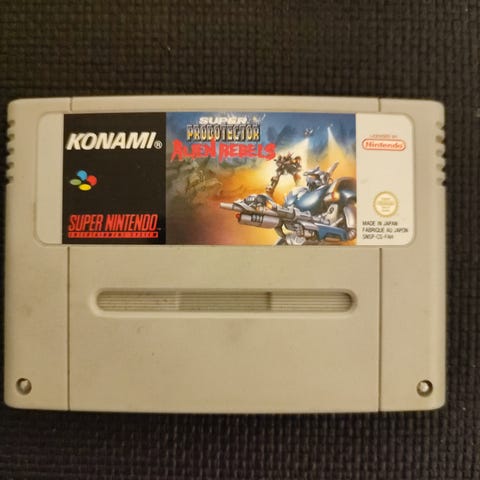 KONAMI®
SUPER
PROBOTECTOR
ALIEN REBELS
SUPER NINTENDO
ENTERTAINMENT SYSTEM
LICENSED BY
Nintendo
MADE IN JAPAN
FABRIQUE AU JAPON
SNSP-CS-FAH